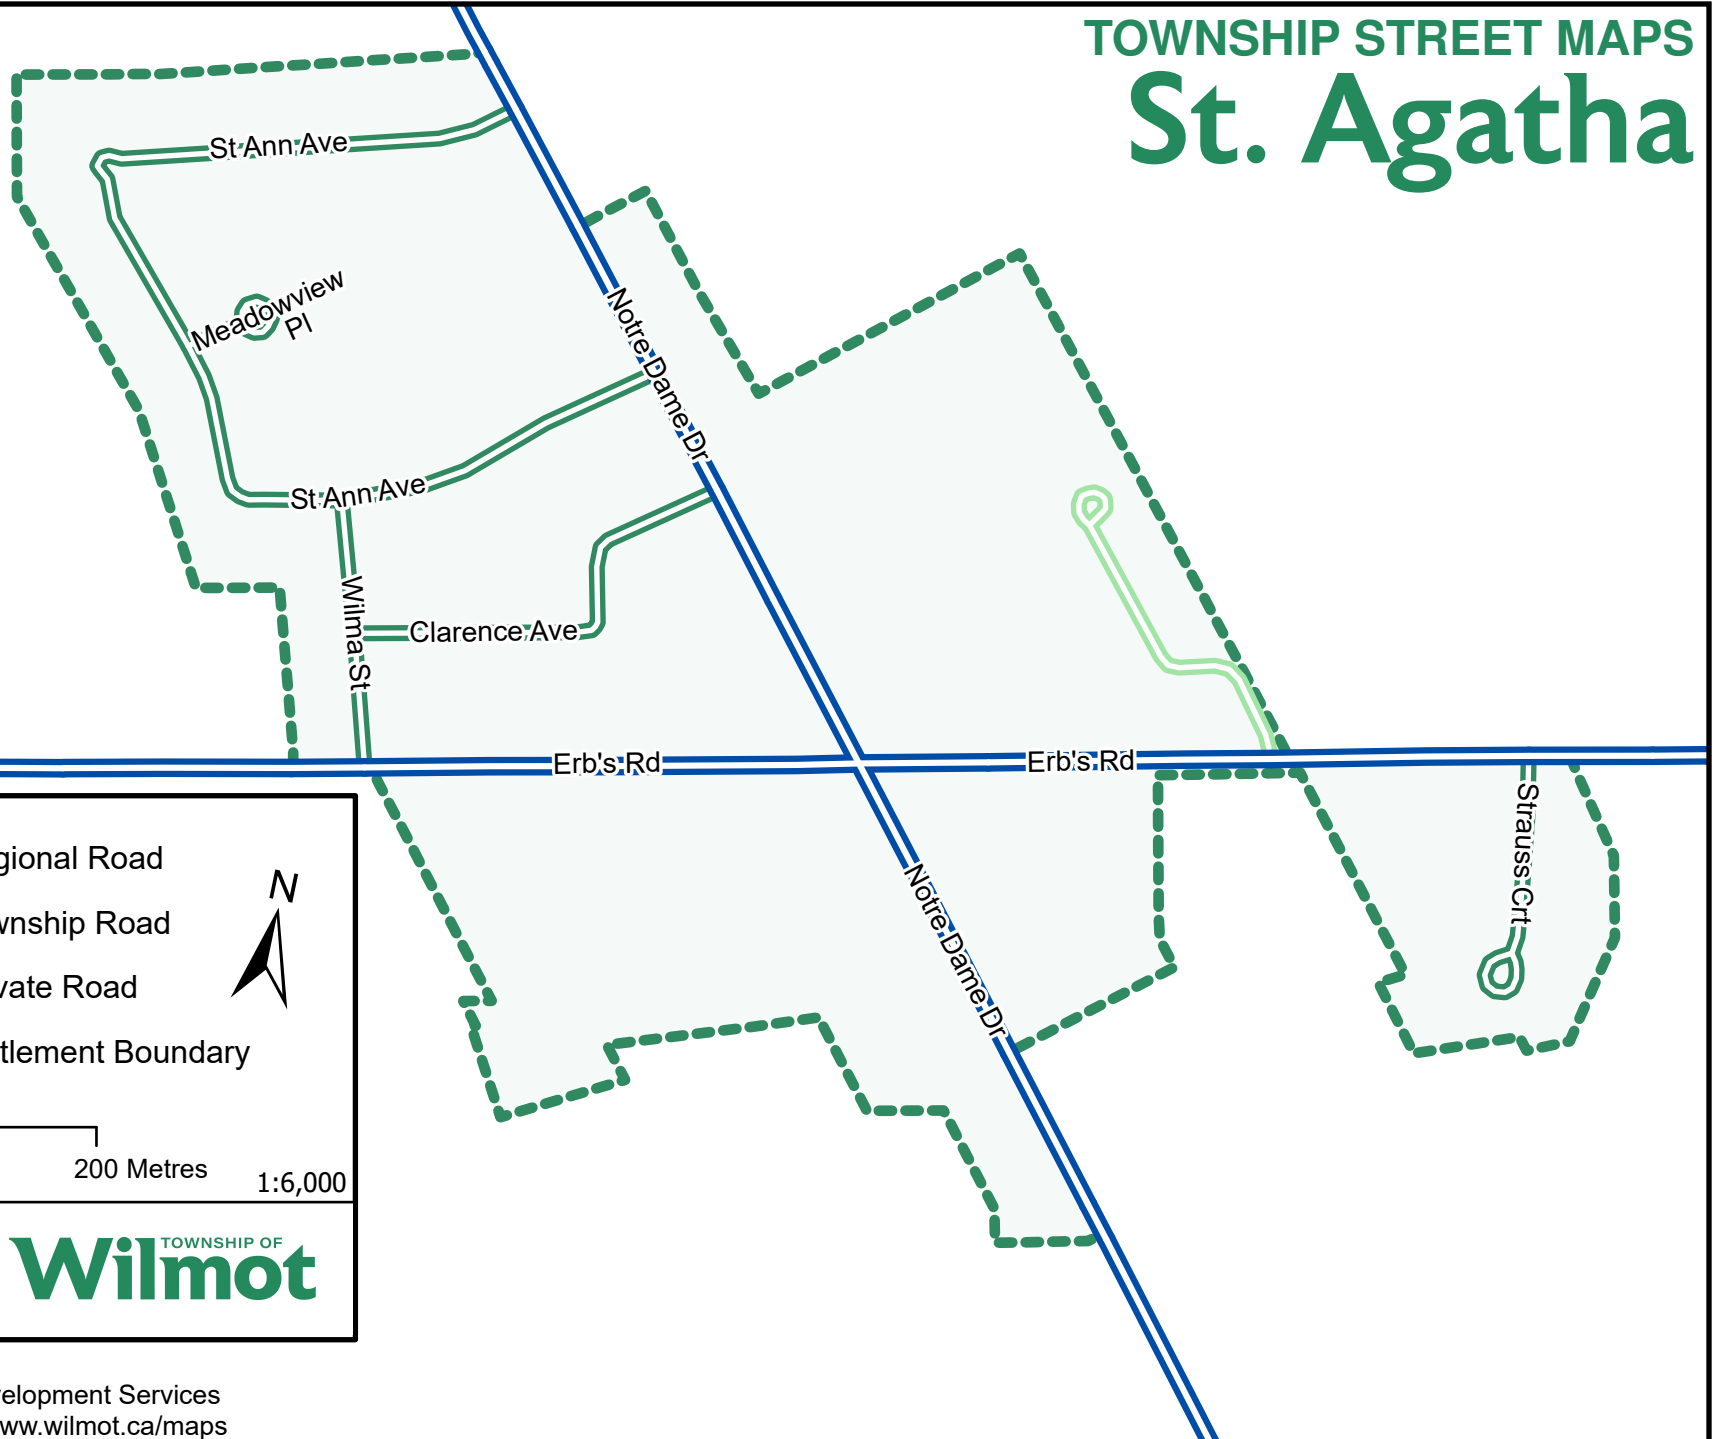 TOWNSHIP STREET MAPS
St. Agatha
St Ann Ave
Meadowview
Pl
Notre Dame Dr
St Ann Ave
Wilma St
Clarence Ave
Erb's Rd
Erb's Rd
Strauss Crt
Notre Dame Dr
gional Road
N
wnship Road
vate Road
tlement Boundary
200 Metres
1:6,000
TOWNSHIP OF
Wilmot
velopment Services
ww.wilmot.ca/maps